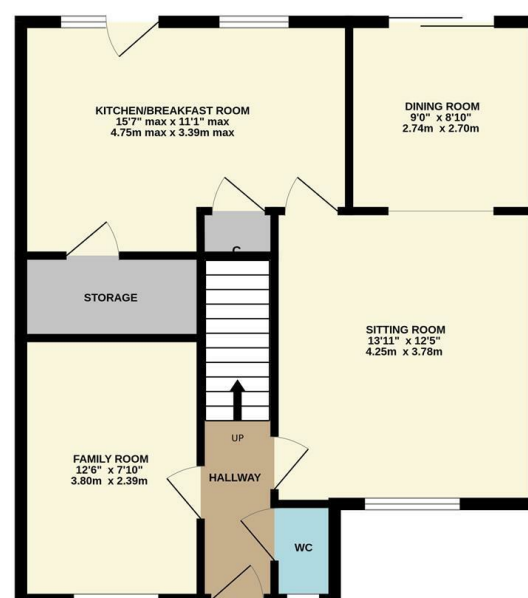 KITCHEN/BREAKFAST ROOM
15'7" max x 11'1" max
4.75m max x 3.39m max
DINING ROOM
9'0" x 8'10"
2.74m x 2.70m
C
STORAGE
SITTING ROOM
13'11" x 12'5"
4.25m x 3.78m
UP
HALLWAY
FAMILY ROOM
12'6" x 7'10"
3.80m x 2.39m
WC